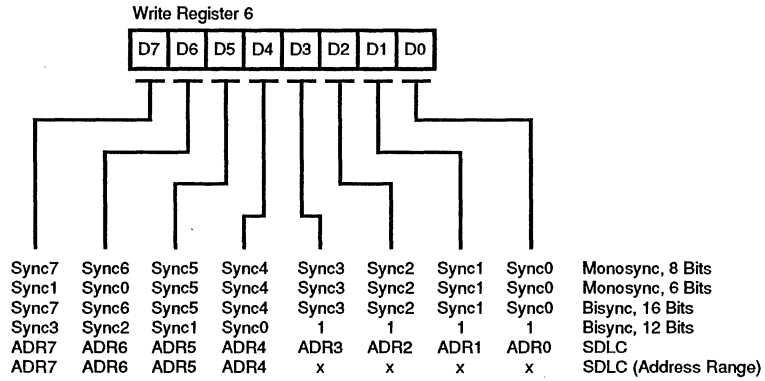 Write Register 6
D7 D6 D5 D4 D3 D2 D1 D0
Sync7 Sync6 Sync5 Sync4 Sync3 Sync2 Sync1 Sync0 Monosync, 8 Bits
Sync1 Sync0 Sync5 Sync4 Sync3 Sync2 Sync1 Sync0 Monosync, 6 Bits
Sync7 Sync6 Sync5 Sync4 Sync3 Sync2 Sync1 Sync0 Bisync, 16 Bits
Sync3 Sync2 Sync1 Sync0 1 1 1 1 Bisync, 12 Bits
ADR7 ADR6 ADR5 ADR4 ADR3 ADR2 ADR1 ADR0 SDLC
ADR7 ADR6 ADR5 ADR4 x x x x SDLC (Address Range)